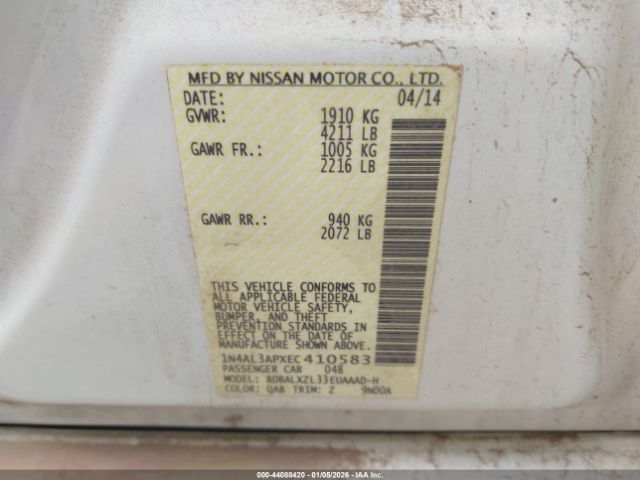 MFD BY NISSAN MOTOR CO., LTD.
DATE: 04/14
GVWR: 1910 KG
4211 LB
GAWR FR.: 1005 KG
2216 LB
GAWR RR.: 940 KG
2072 LB
THIS VEHICLE CONFORMS TO
ALL APPLICABLE FEDERAL
MOTOR VEHICLE SAFETY,
BUMPER, AND THEFT
PREVENTION STANDARDS IN
EFFECT ON THE DATE OF
MANUFACTURE SHOWN ABOVE.
1N4AL3APXEC410583
PASSENGER CAR 048
MODEL: BDBALXZL33EUAAAD-H
COLOR: QAB TRIM: Z 9N00A
000-44088420 | 01/05/2026 - IAA, Inc.